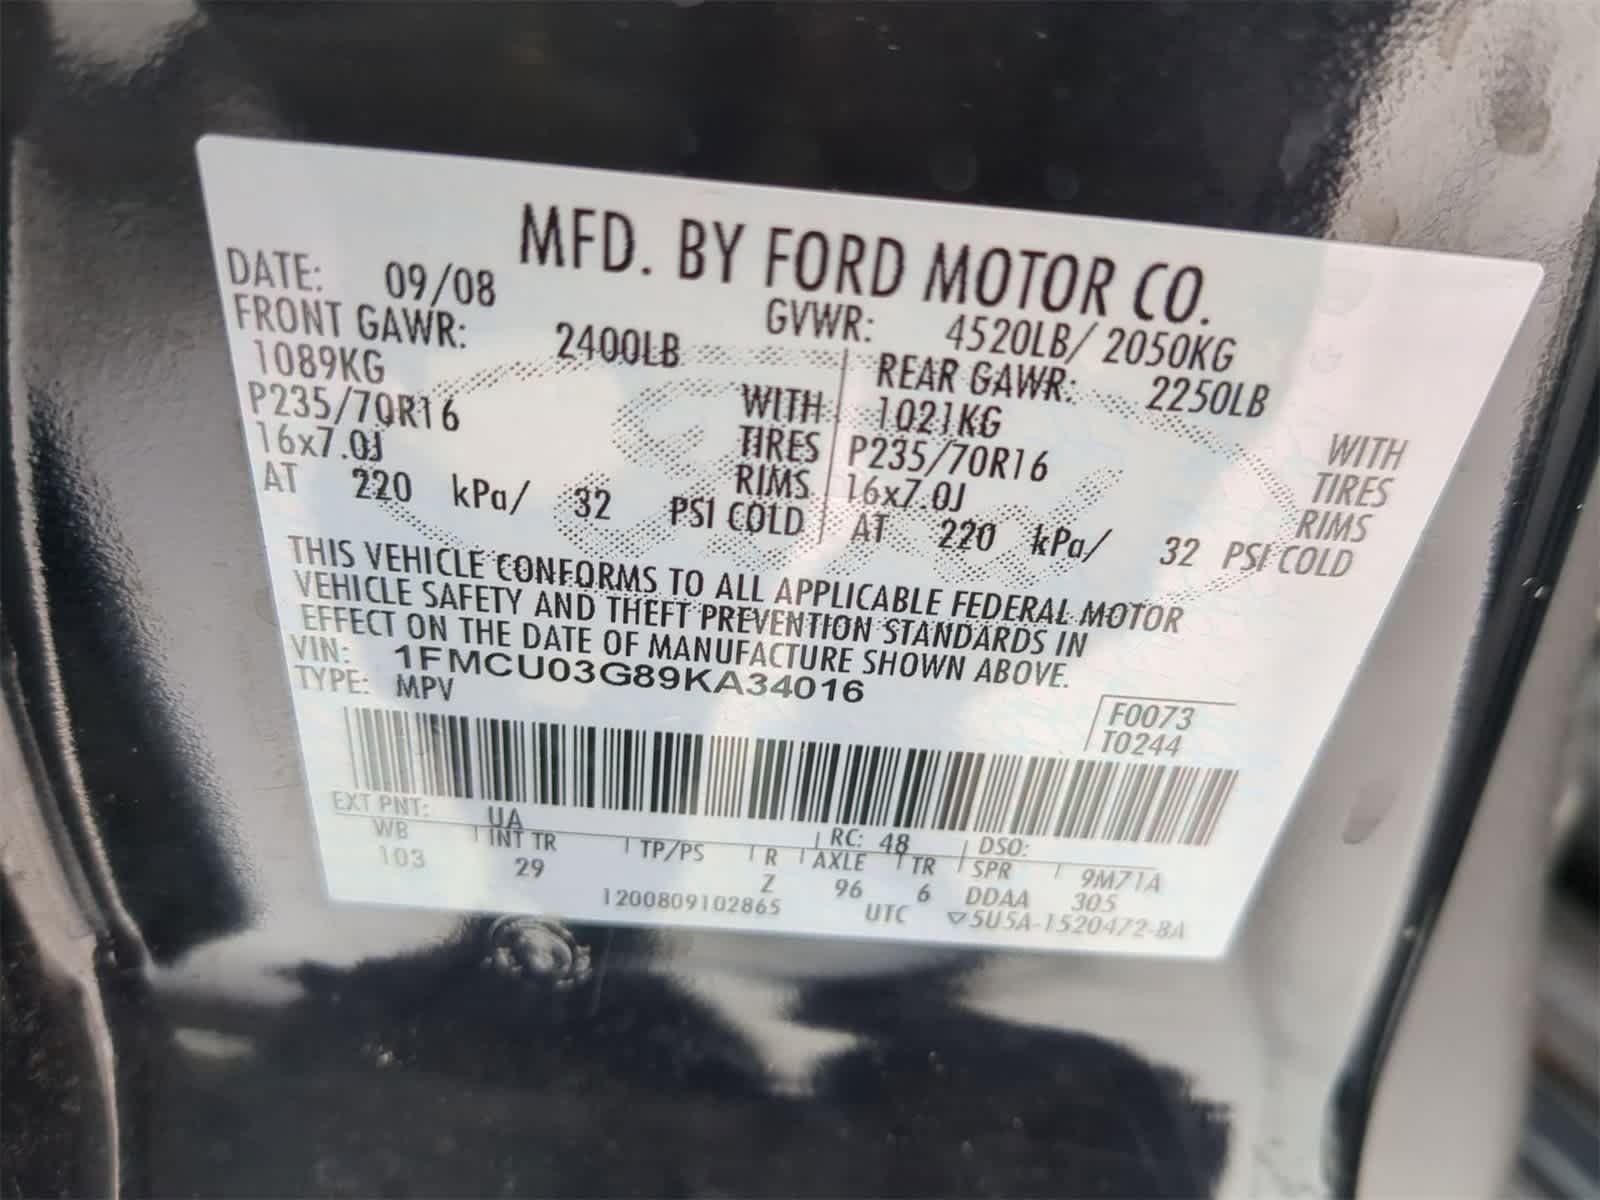 MFD. BY FORD MOTOR CO.
DATE: 09/08 GVWR: 4520LB/ 2050KG
FRONT GAWR: 2400LB REAR GAWR: 2250LB
1089KG WITH 1021KG WITH
P235/70R16 TIRES P235/70R16 TIRES
16x7.0J RIMS 16x7.0J RIMS
AT 220 kPa/ 32 PSI COLD AT 220 kPa/ 32 PSI COLD
THIS VEHICLE CONFORMS TO ALL APPLICABLE FEDERAL MOTOR
VEHICLE SAFETY AND THEFT PREVENTION STANDARDS IN
EFFECT ON THE DATE OF MANUFACTURE SHOWN ABOVE.
VIN: 1FMCU03G89KA34016
TYPE: MPV
F0073
T0244
EXT PNT: UA RC: 48 DSO:
WB INT TR TP/PS R AXLE TR SPR 9M71A
103 29 Z 96 6 DDAA 305
1200809102865 UTC ▽5U5A-1520472-BA